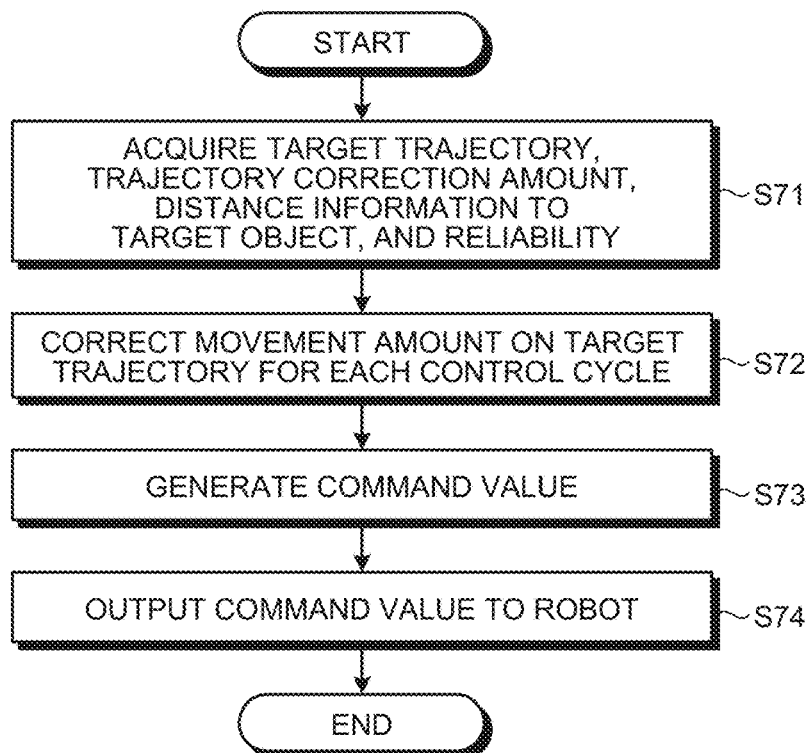 START
ACQUIRE TARGET TRAJECTORY,
TRAJECTORY CORRECTION AMOUNT,
DISTANCE INFORMATION TO
TARGET OBJECT, AND RELIABILITY
S71
CORRECT MOVEMENT AMOUNT ON TARGET
TRAJECTORY FOR EACH CONTROL CYCLE
S72
GENERATE COMMAND VALUE
S73
OUTPUT COMMAND VALUE TO ROBOT
S74
END